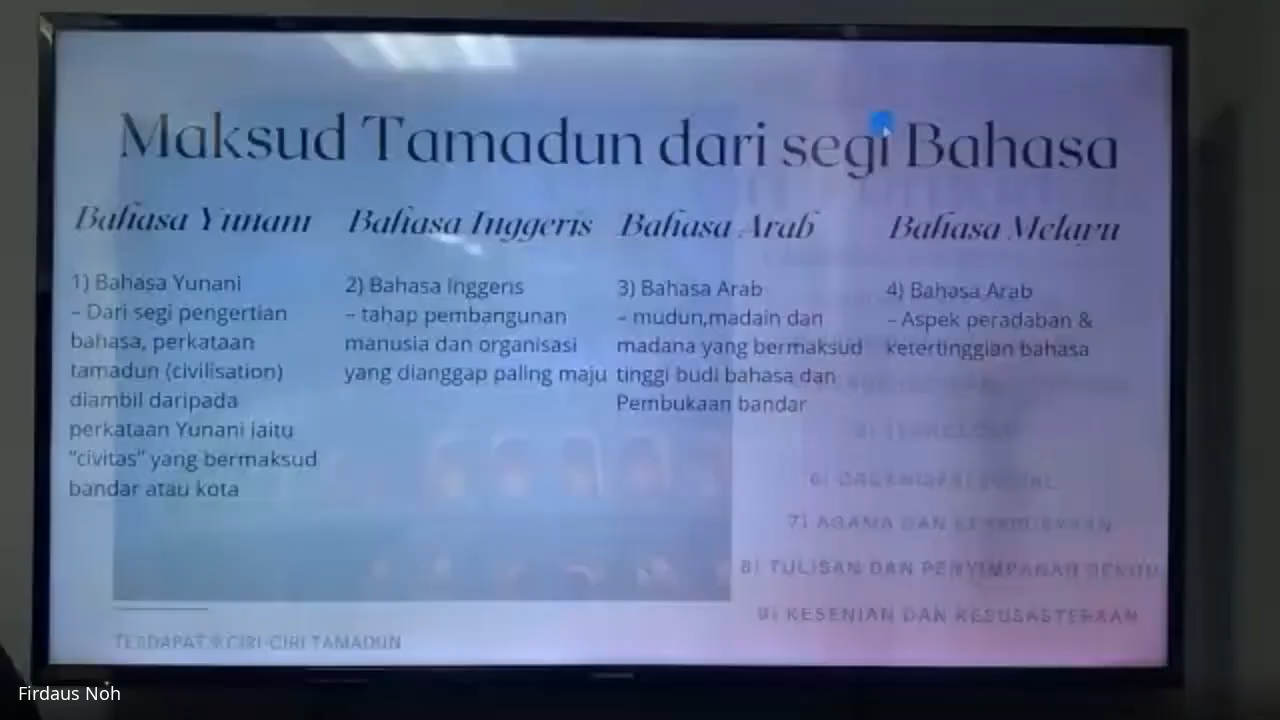 Maksud Tamadun dari segi Bahasa
Bahasa Yunani
1) Bahasa Yunani
– Dari segi pengertian
bahasa, perkataan
tamadun (civilisation)
diambil daripada
perkataan Yunani iaitu
“civitas” yang bermaksud
bandar atau kota
Bahasa Inggeris
2) Bahasa Inggeris
– tahap pembangunan
manusia dan organisasi
yang dianggap paling maju
Bahasa Arab
3) Bahasa Arab
– mudun,madain dan
madana yang bermaksud
tinggi budi bahasa dan
Pembukaan bandar
Bahasa Melayu
4) Bahasa Arab
– Aspek peradaban &
ketertinggian bahasa
6) ORGANISASI SOSIAL
7) AGAMA DAN KEPERCAYAAN
8) TULISAN DAN PENYIMPANAN REKOD
9) KESENIAN DAN KESUSASTERAAN
TERDAPAT 9 CIRI-CIRI TAMADUN
Firdaus Noh